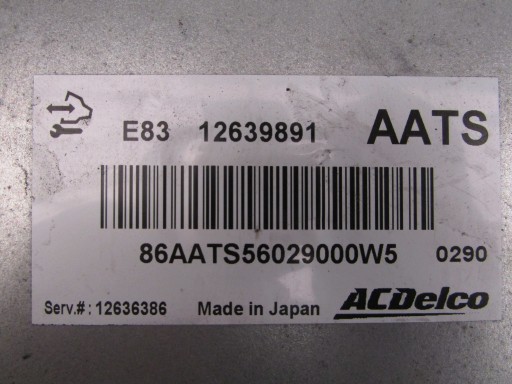 E83 12639891 AATS
86AATS56029000W5 0290
Serv.#: 12636386 Made in Japan ACDelco